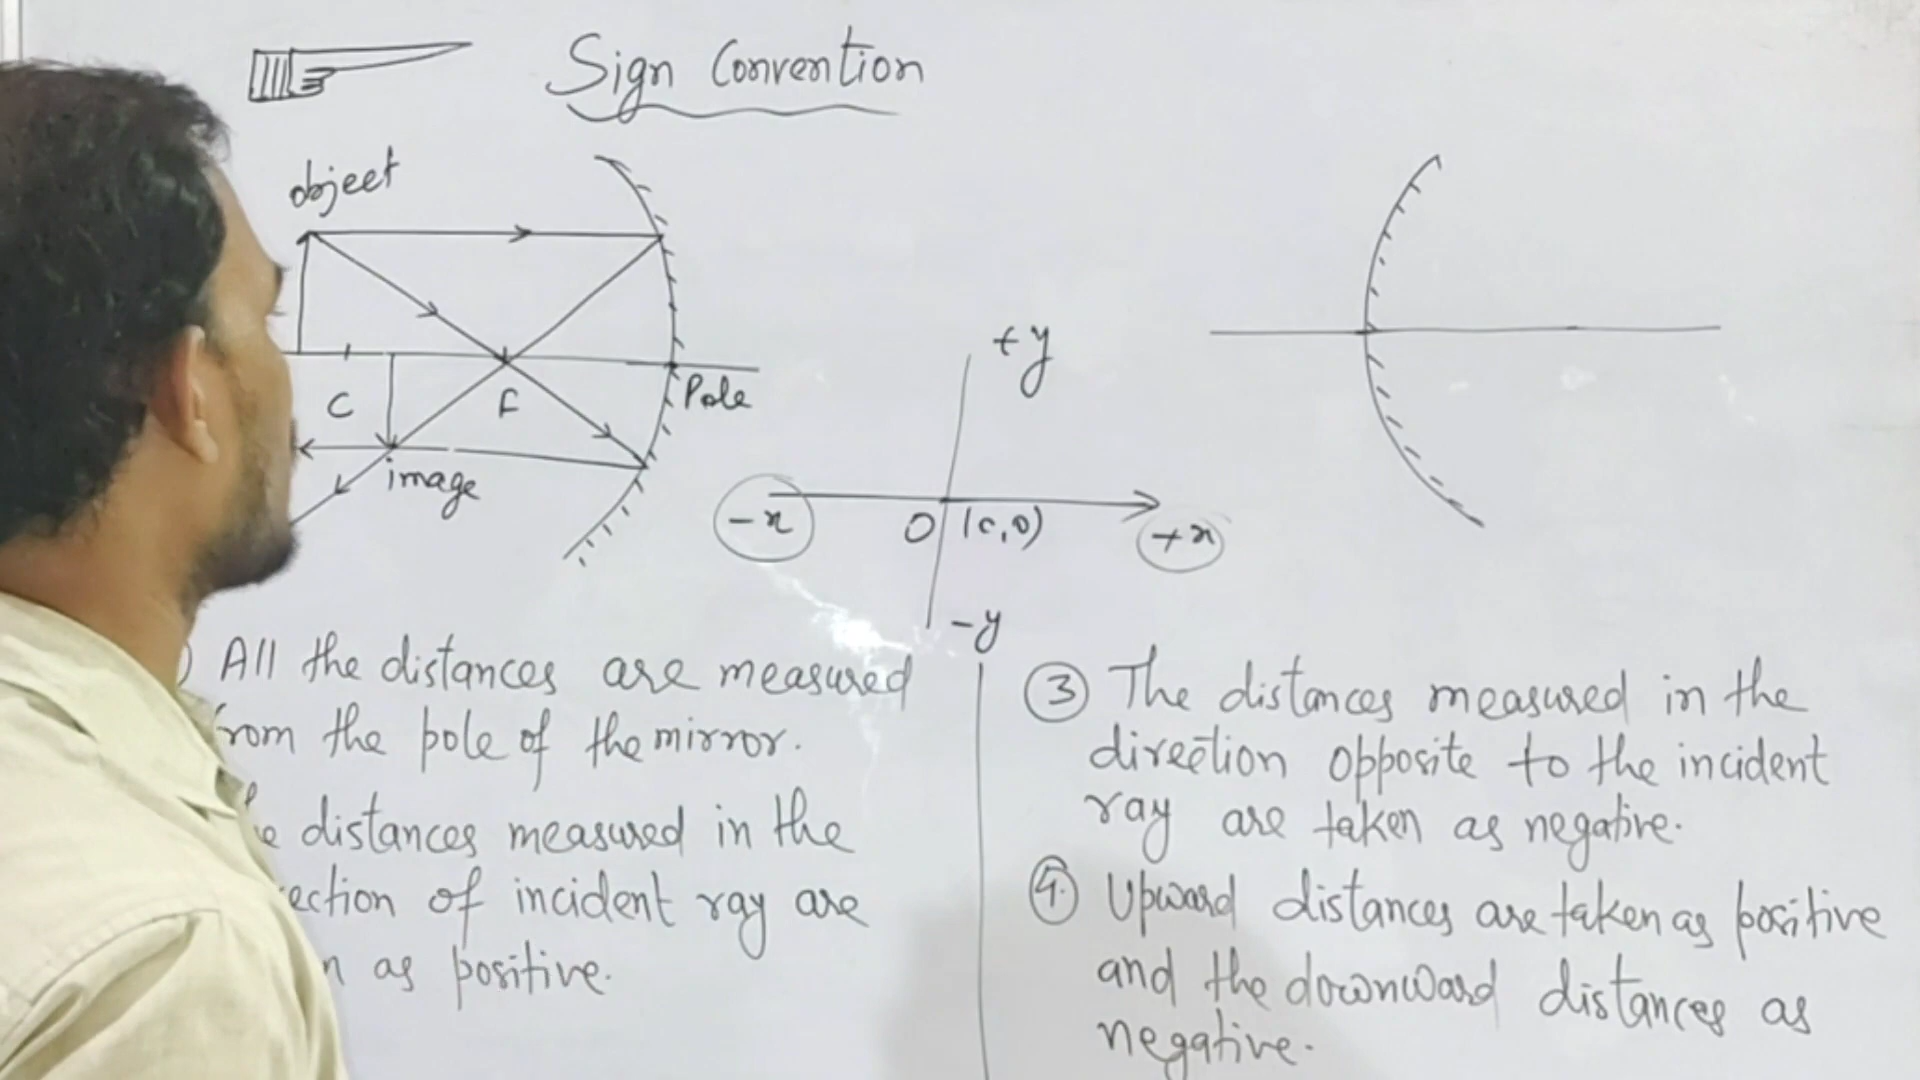 Sign Convention
object
C
F
Pole
image
+y
-x
O
(0,0)
+x
-y
All the distances are measured
from the pole of the mirror.
distances measured in the
of incident ray are
as positive.
③ The distances measured in the
direction opposite to the incident
ray are taken as negative.
④ Upward distances are taken as positive
and the downward distances as
negative.